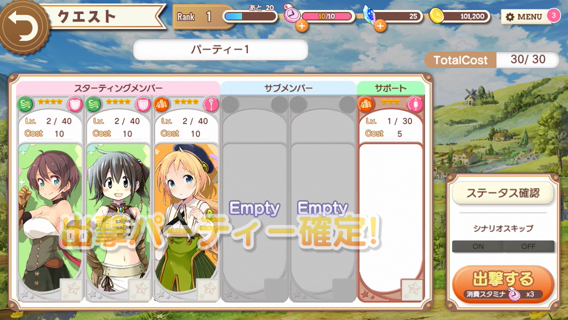 クエスト
Rank 1
あと 20
10/10
25
101,200
MENU 3
パーティー1
TotalCost 30/30
スターティングメンバー
サブメンバー
サポート
Lv. 2 / 40
Cost 10
Lv. 2 / 40
Cost 10
Lv. 2 / 40
Cost 10
Lv. 1 / 30
Cost 5
Empty
Empty
出撃パーティー確定!
ステータス確認
シナリオスキップ
ON OFF
出撃する
消費スタミナ x3